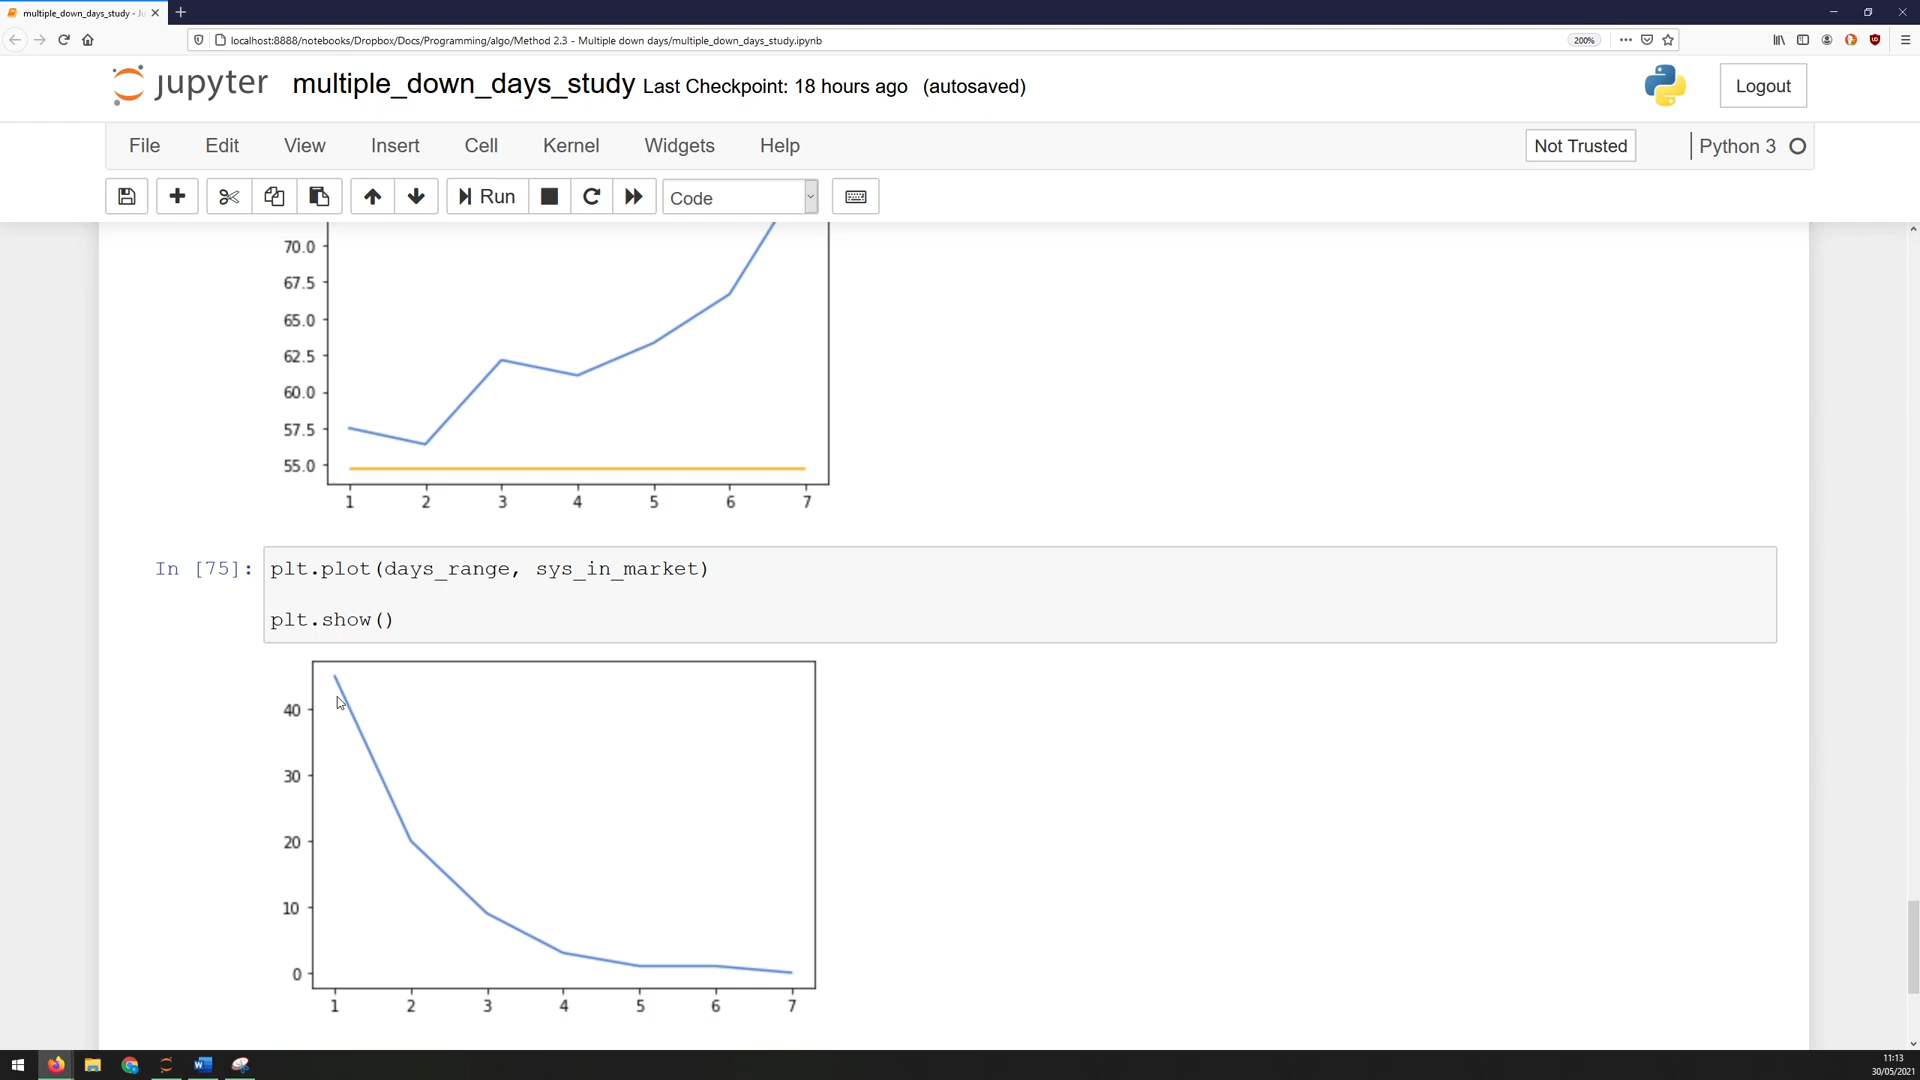 multiple_down_days_study - Ju
localhost:8888/notebooks/Dropbox/Docs/Programming/algo/Method 2.3 - Multiple down days/multiple_down_days_study.ipynb
200%
jupyter multiple_down_days_study Last Checkpoint: 18 hours ago (autosaved)
Logout
File Edit View Insert Cell Kernel Widgets Help
Not Trusted
Python 3
Run
Code
70.0
67.5
65.0
62.5
60.0
57.5
55.0
1 2 3 4 5 6 7
In [75]: plt.plot(days_range, sys_in_market)
plt.show()
40
30
20
10
0
1 2 3 4 5 6 7
11:13
30/05/2021